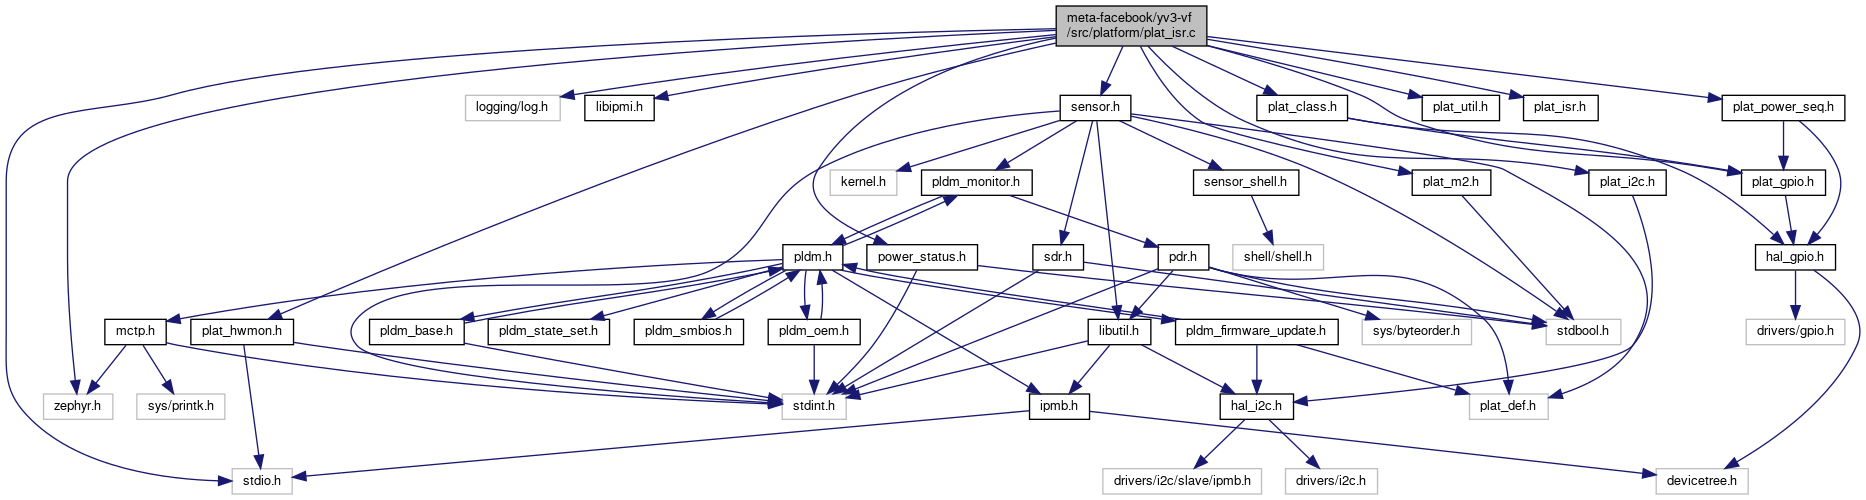 meta-facebook/yv3-vf
/src/platform/plat_isr.c
logging/log.h
libipmi.h
sensor.h
plat_class.h
plat_util.h
plat_isr.h
plat_power_seq.h
kernel.h
pldm_monitor.h
sensor_shell.h
plat_m2.h
plat_i2c.h
plat_gpio.h
pldm.h
power_status.h
sdr.h
pdr.h
shell/shell.h
hal_gpio.h
mctp.h
plat_hwmon.h
pldm_base.h
pldm_state_set.h
pldm_smbios.h
pldm_oem.h
libutil.h
pldm_firmware_update.h
sys/byteorder.h
stdbool.h
drivers/gpio.h
zephyr.h
sys/printk.h
stdint.h
ipmb.h
hal_i2c.h
plat_def.h
stdio.h
drivers/i2c/slave/ipmb.h
drivers/i2c.h
devicetree.h